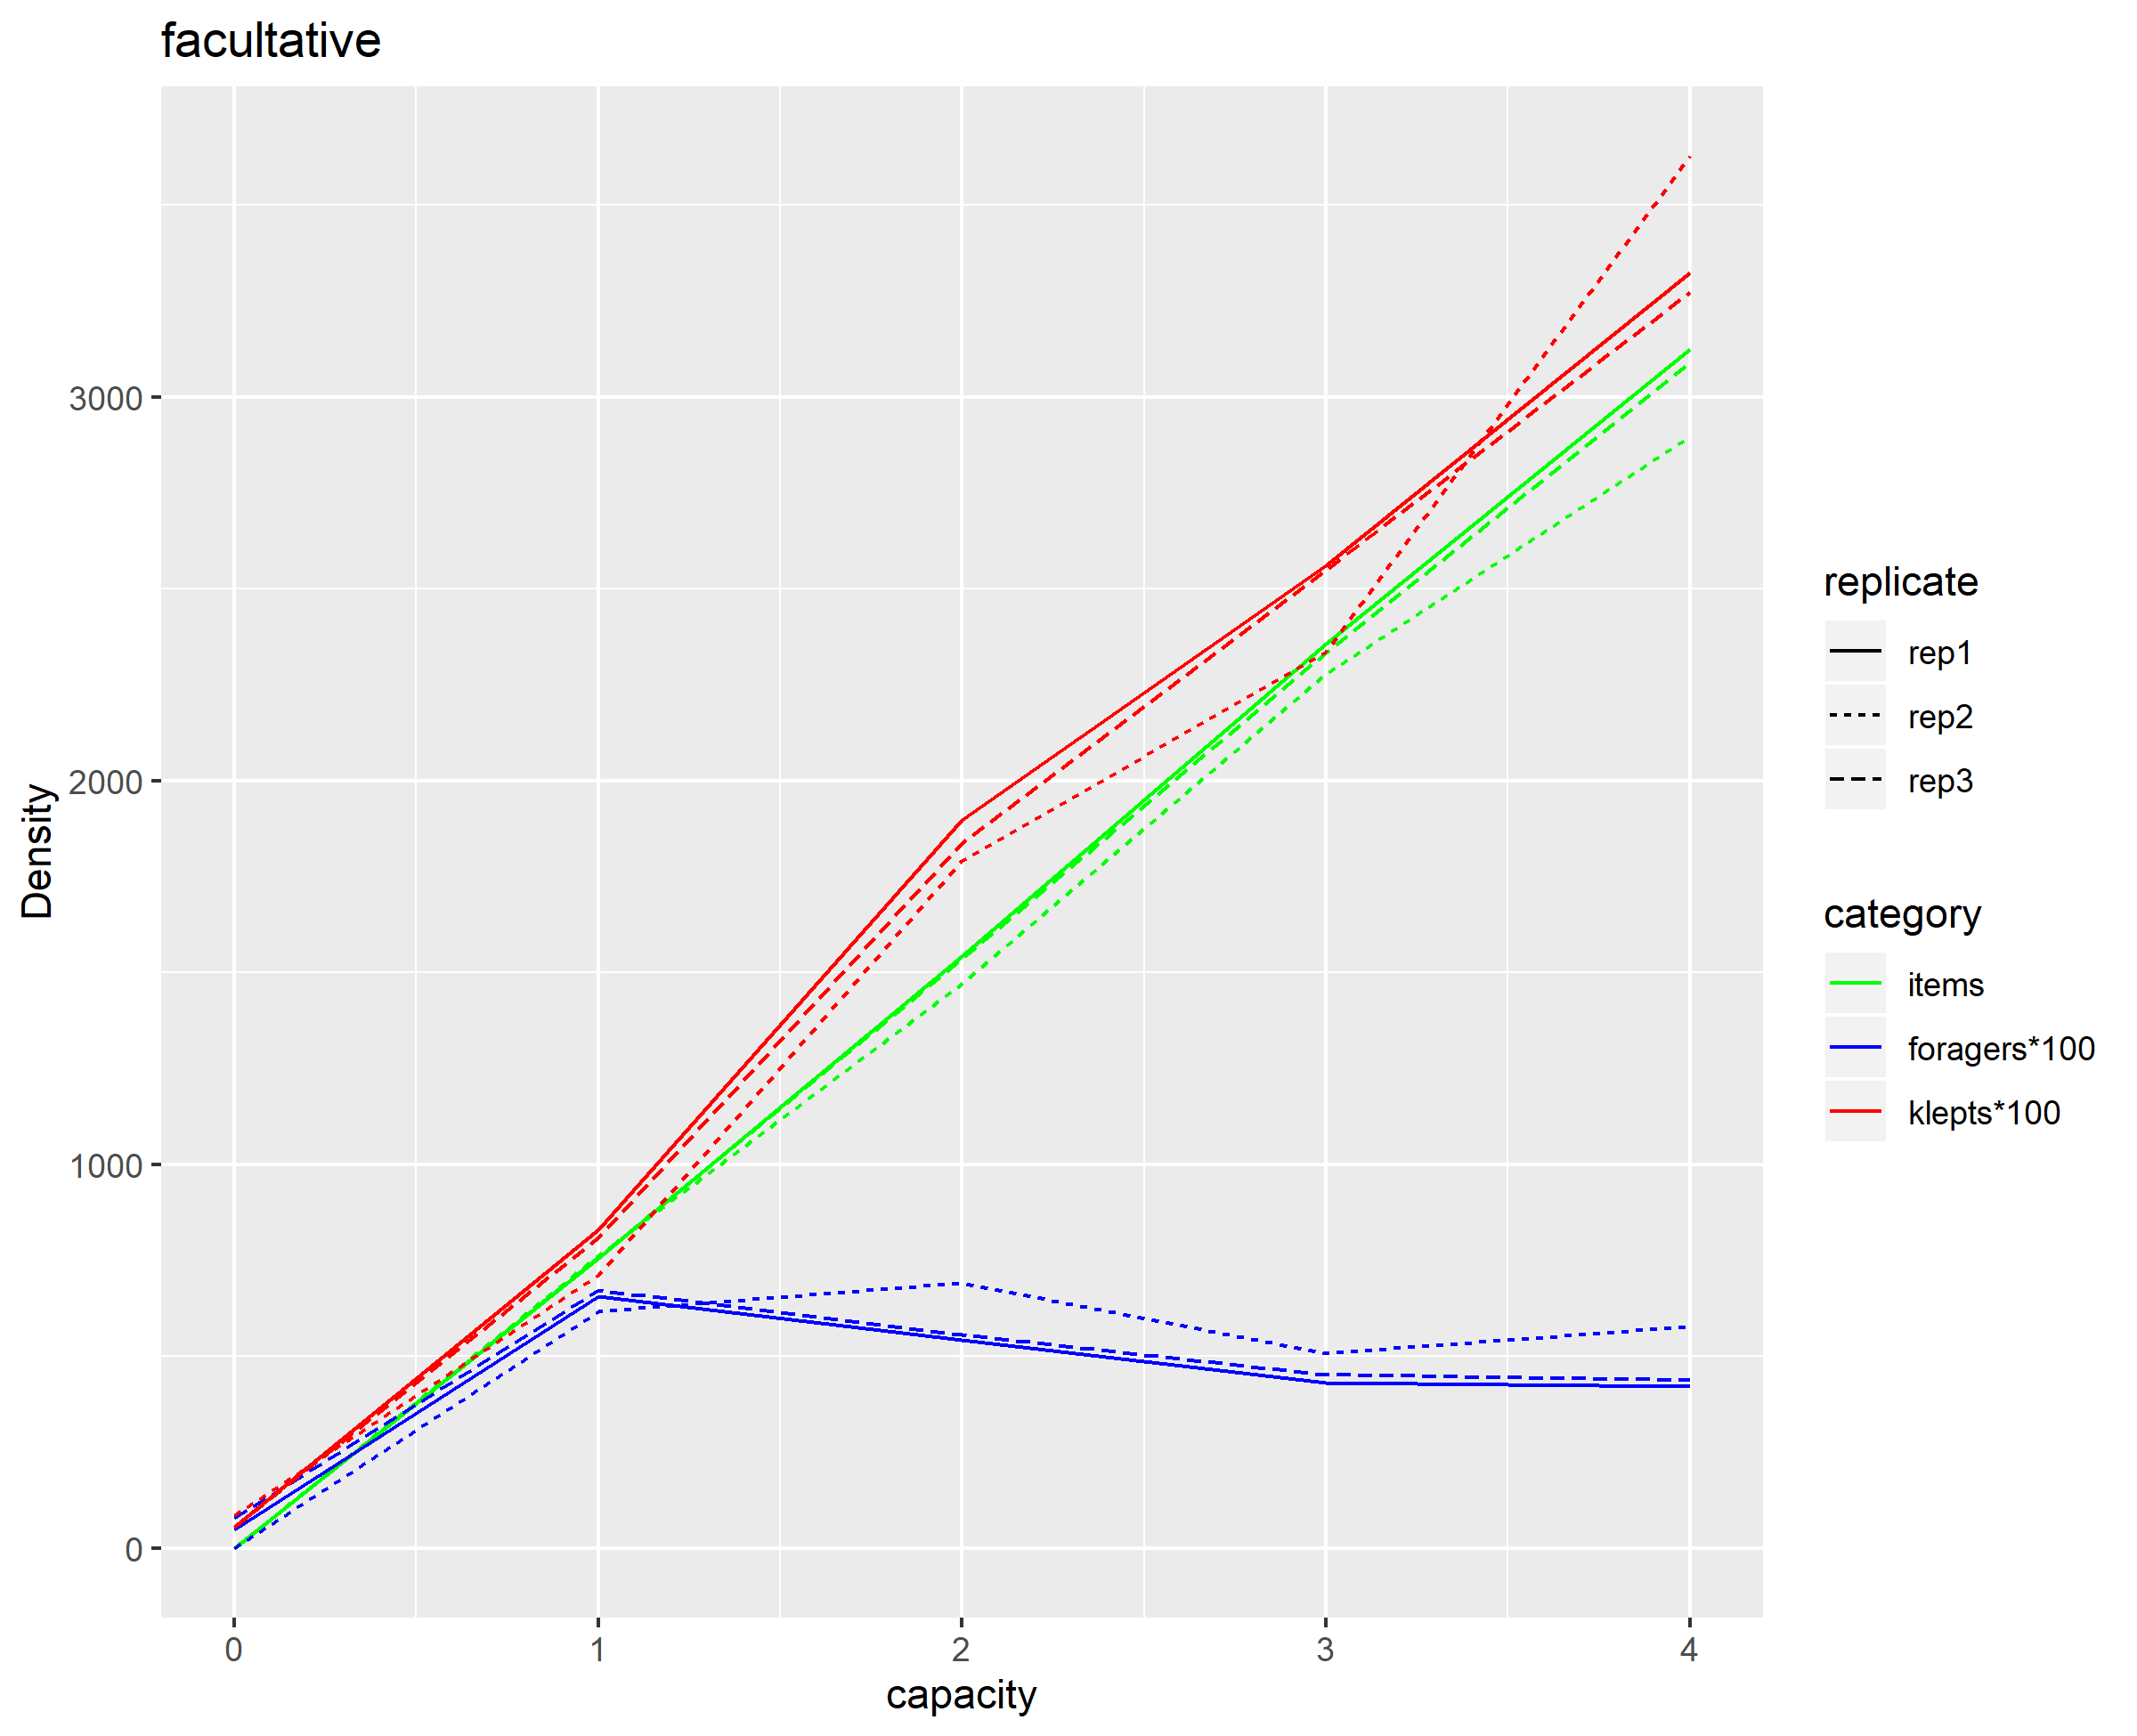 facultative
Density
3000
2000
1000
0
0 1 2 3 4
capacity
replicate
rep1
rep2
rep3
category
items
foragers*100
klepts*100